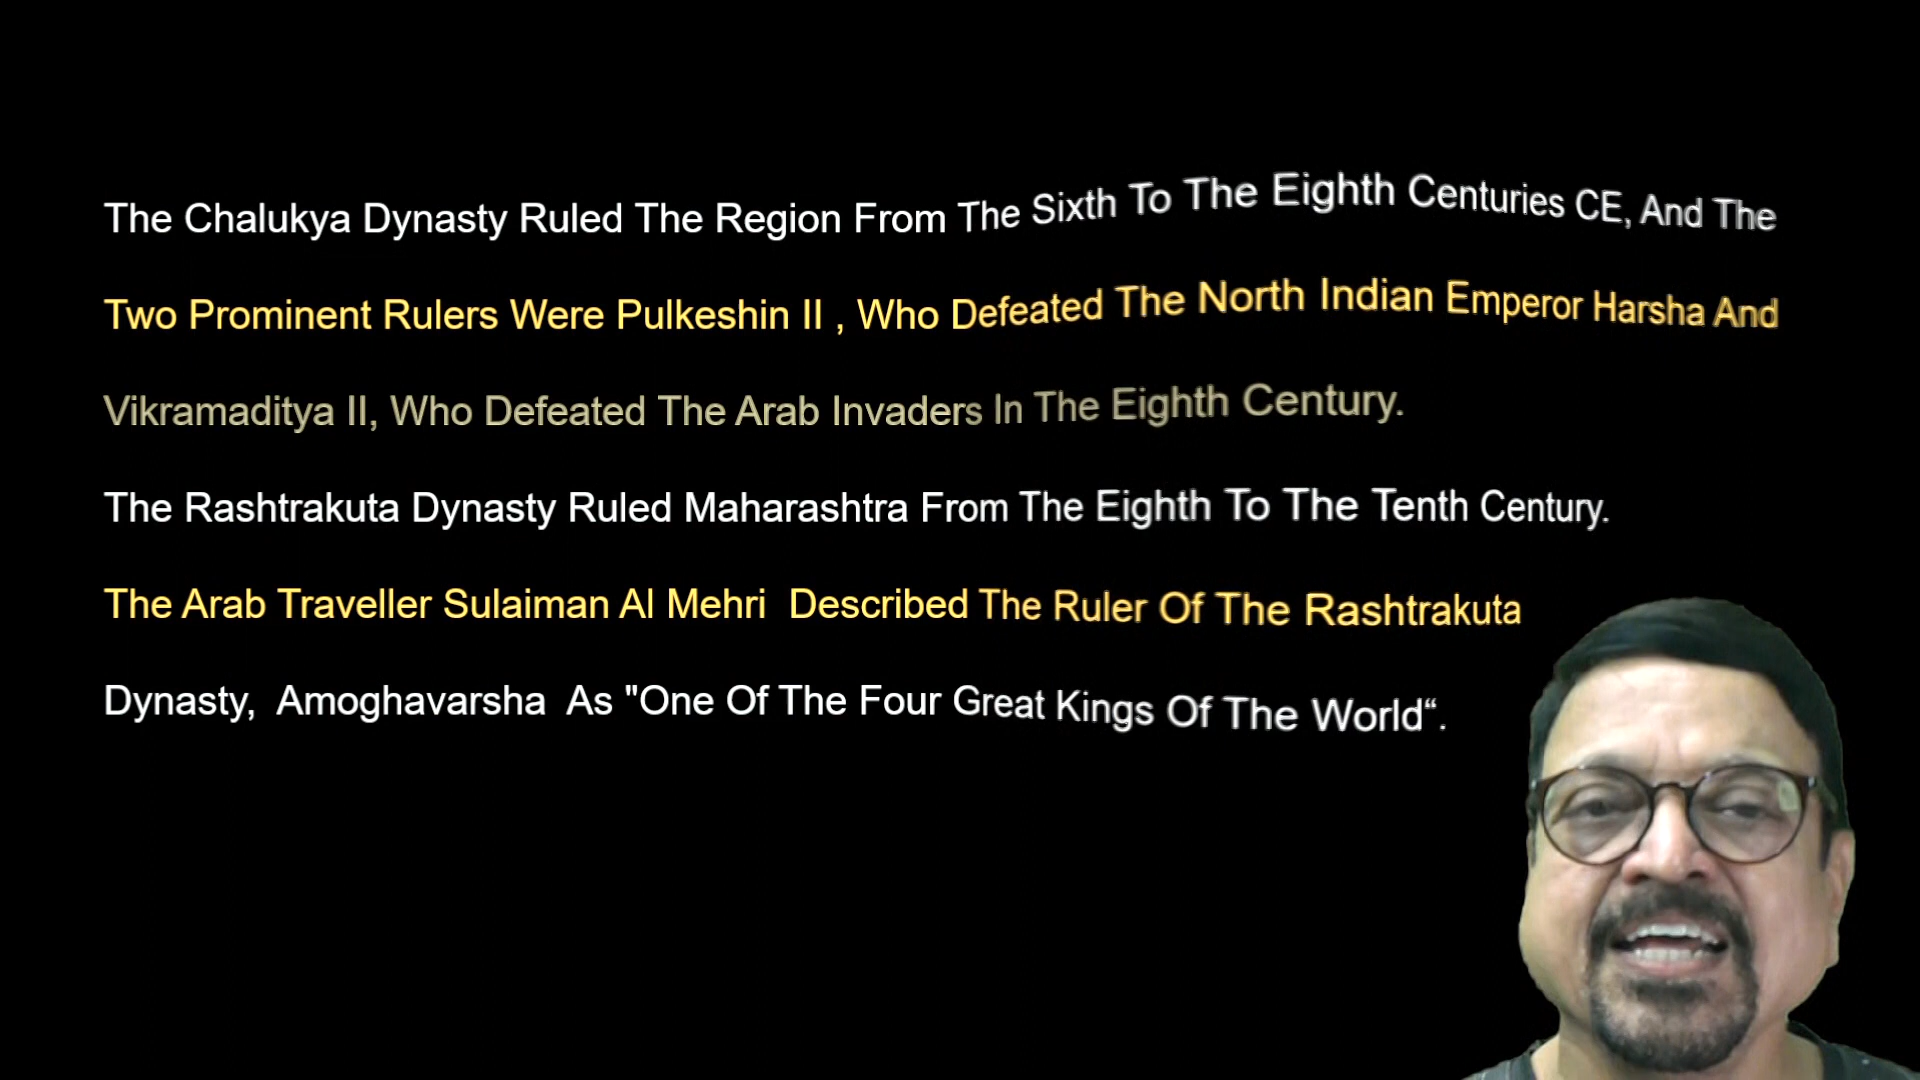 The Chalukya Dynasty Ruled The Region From The Sixth To The Eighth Centuries CE, And The
Two Prominent Rulers Were Pulkeshin II , Who Defeated The North Indian Emperor Harsha And
Vikramaditya II, Who Defeated The Arab Invaders In The Eighth Century.
The Rashtrakuta Dynasty Ruled Maharashtra From The Eighth To The Tenth Century.
The Arab Traveller Sulaiman Al Mehri  Described The Ruler Of The Rashtrakuta
Dynasty,  Amoghavarsha  As "One Of The Four Great Kings Of The World“.